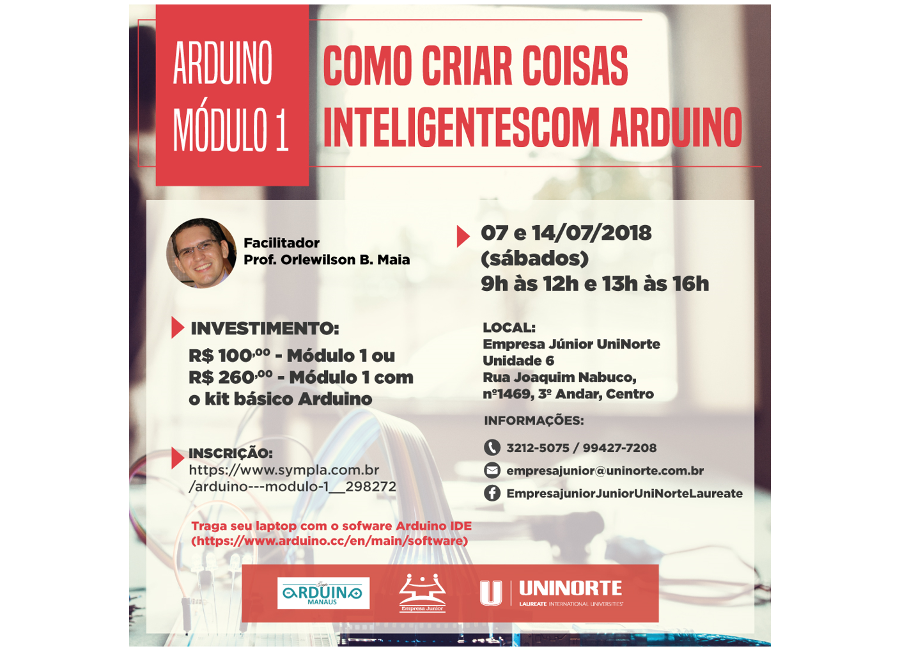 ARDUINO
MÓDULO 1
COMO CRIAR COISAS
INTELIGENTESCOM ARDUINO
Facilitador
Prof. Orlewilson B. Maia
07 e 14/07/2018
(sábados)
9h às 12h e 13h às 16h
INVESTIMENTO:
R$ 100,00 - Módulo 1 ou
R$ 260,00 - Módulo 1 com
o kit básico Arduino
LOCAL:
Empresa Júnior UniNorte
Unidade 6
Rua Joaquim Nabuco,
nº1469, 3º Andar, Centro
INFORMAÇÕES:
3212-5075 / 99427-7208
empresajunior@uninorte.com.br
EmpresajuniorJuniorUniNorteLaureate
INSCRIÇÃO:
https://www.sympla.com.br
/arduino---modulo-1__298272
Traga seu laptop com o sofware Arduino IDE
(https://www.arduino.cc/en/main/software)
ARDUINO
MANAUS
Empresa Junior
UNINORTE
LAUREATE INTERNATIONAL UNIVERSITIES